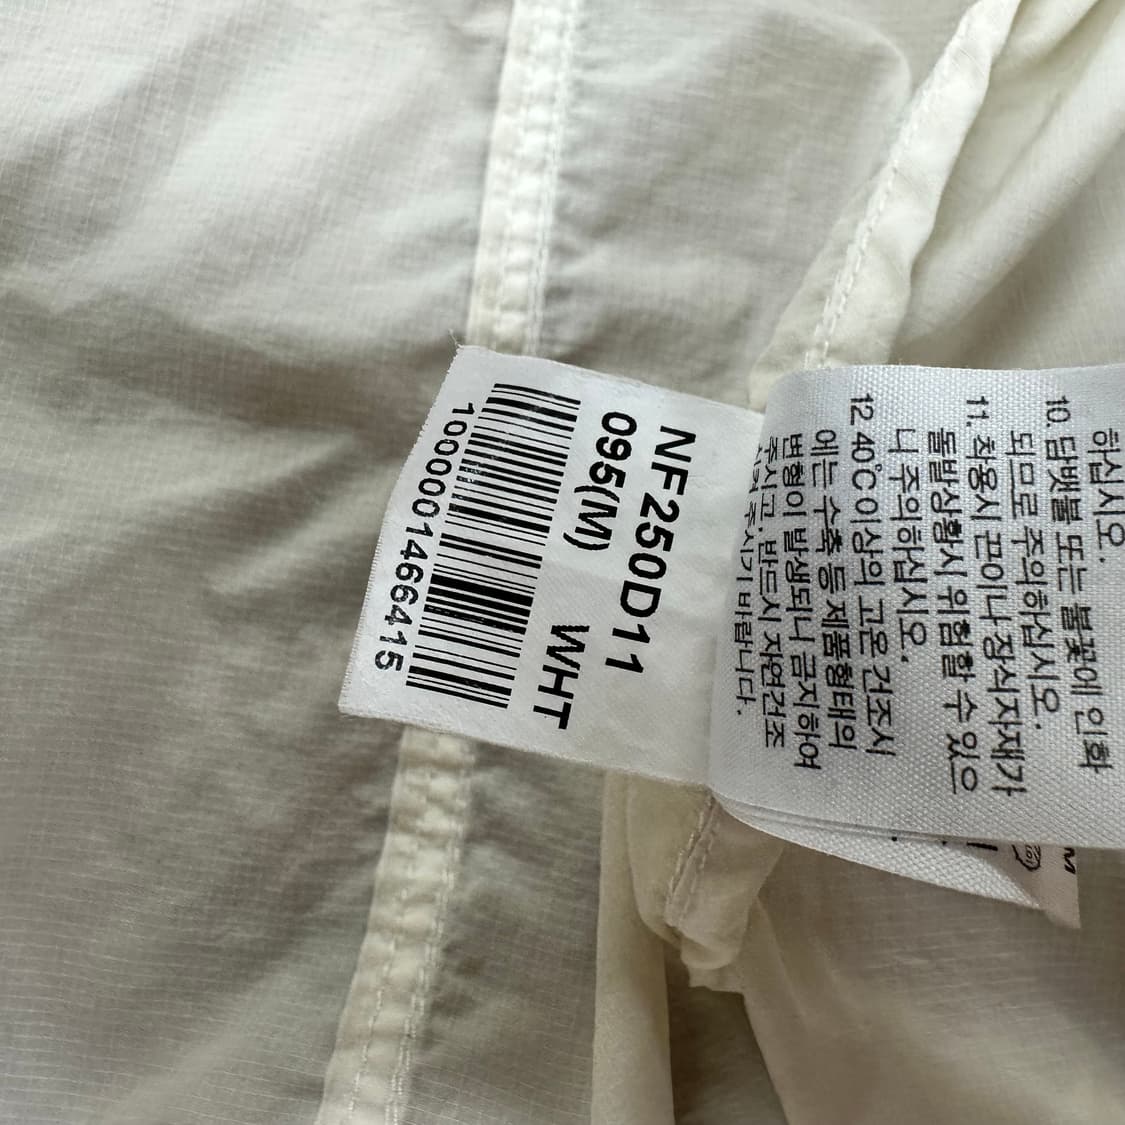 NF250D11
095(M) WHT
1000001466415
하십시오.
10. 담뱃불 또는 불꽃에 인화
되므로 주의하십시오.
11. 착용시 끈이나 장식자재가
돌발상황시 위험할 수 있으
니 주의하십시오.
12. 40℃ 이상의 고온 건조시
에는 수축 등 제품형태의
변형이 발생되니 금지하여
주시고, 반드시 자연건조
시켜 주시기 바랍니다.
M